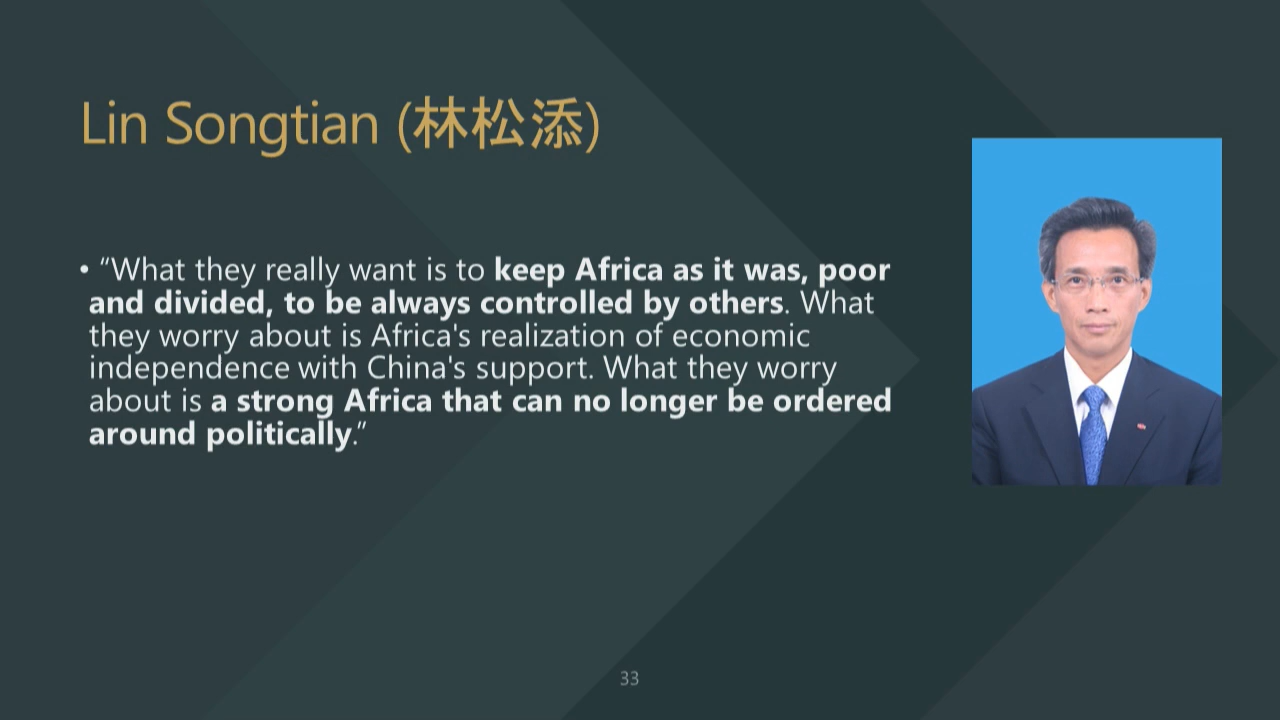 Lin Songtian (林松添)
• “What they really want is to keep Africa as it was, poor
and divided, to be always controlled by others. What
they worry about is Africa's realization of economic
independence with China's support. What they worry
about is a strong Africa that can no longer be ordered
around politically.”
33